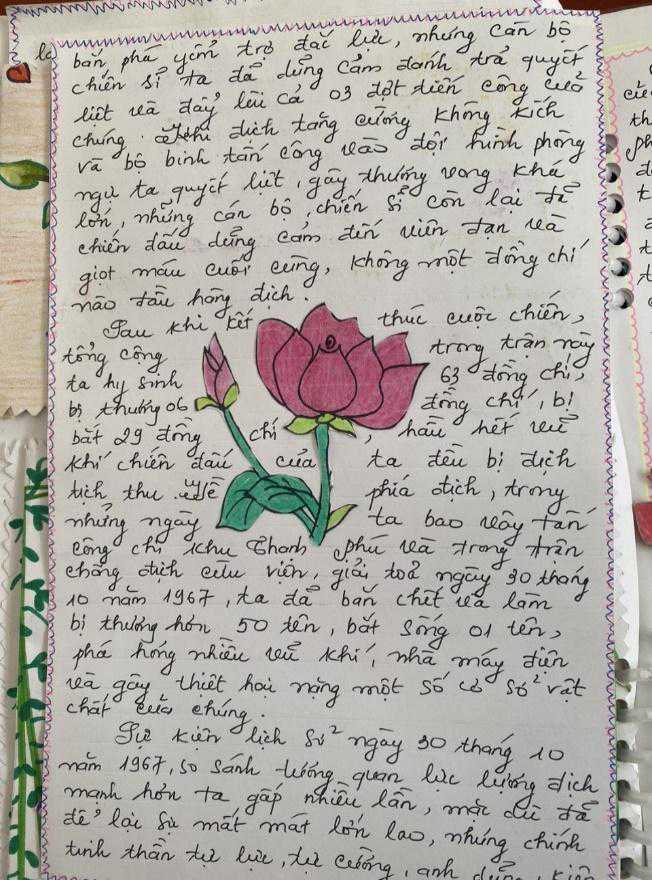 bắn phá yểm trợ đắc lực, nhưng cán bộ
chiến sĩ ta đã dũng cảm đánh trả quyết
liệt và đẩy lùi cả 03 đợt tiến công của
chúng. Khi địch tăng cường không kích
và bộ binh tấn công vào đội hình phòng
ngự ta quyết liệt, gây thương vong khá
lớn, nhưng cán bộ, chiến sĩ còn lại đã
chiến đấu dũng cảm đến viên đạn và
giọt máu cuối cùng, không một đồng chí
nào đầu hàng địch.
Sau khi kết thúc cuộc chiến,
tổng cộng trong trận này
ta hy sinh 63 đồng chí,
bị thương 06 đồng chí, bị
bắt 29 đồng chí, hầu hết vũ
khí chiến đấu của ta đều bị địch
tịch thu. Về phía địch, trong
những ngày ta bao vây tấn
công chi khu Thanh Phú và trong trận
chống địch cứu viện, giải toả ngày 30 tháng
10 năm 1967, ta đã bắn chết và làm
bị thương hơn 50 tên, bắt sống 01 tên,
phá hỏng nhiều vũ khí, nhà máy điện
và gây thiệt hại nặng một số cơ sở vật
chất của chúng.
Sự kiện lịch sử ngày 30 tháng 10
năm 1967, so sánh tương quan lực lượng địch
mạnh hơn ta gấp nhiều lần, mặc dù đã
để lại sự mất mát lớn lao, nhưng chính
tinh thần tự lực, tự cường, anh dũng, kiên